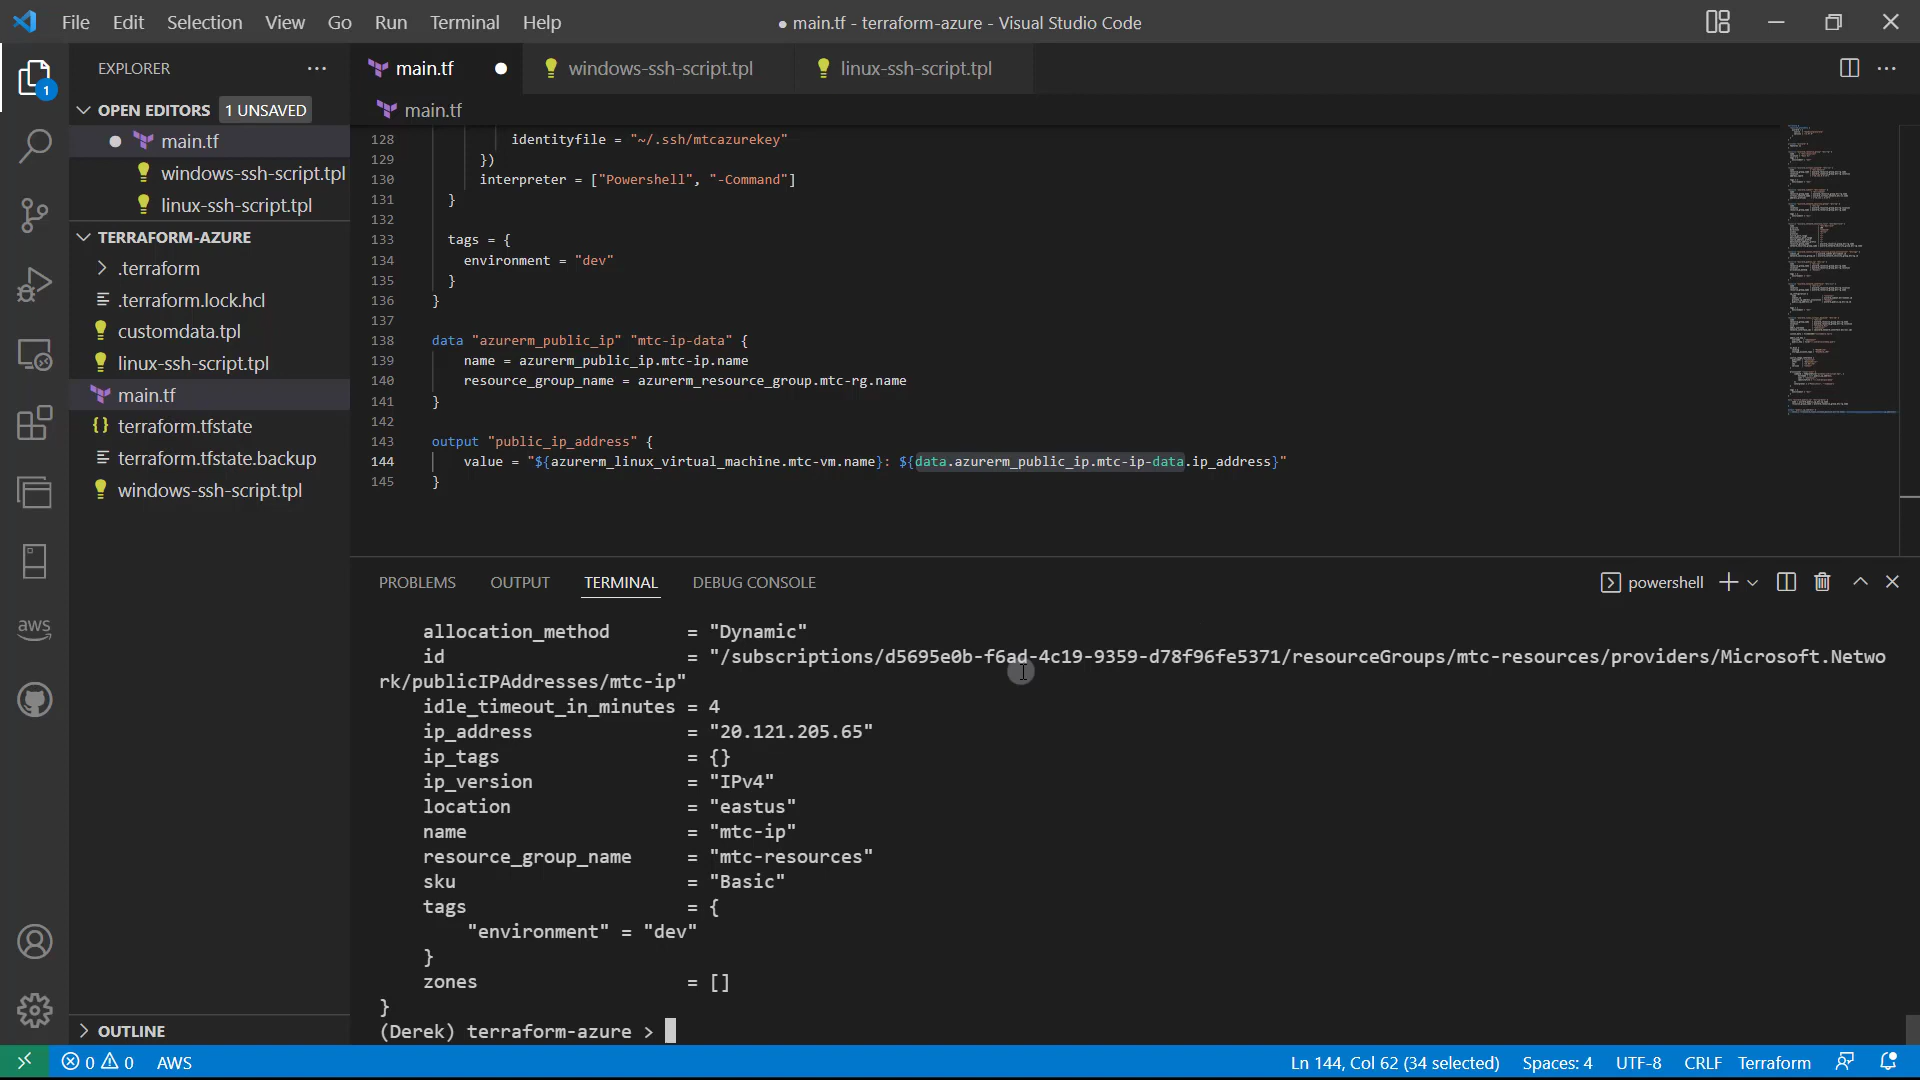 File Edit Selection View Go Run Terminal Help
● main.tf - terraform-azure - Visual Studio Code
EXPLORER
OPEN EDITORS 1 UNSAVED
main.tf
windows-ssh-script.tpl
linux-ssh-script.tpl
TERRAFORM-AZURE
.terraform
.terraform.lock.hcl
customdata.tpl
linux-ssh-script.tpl
main.tf
terraform.tfstate
terraform.tfstate.backup
windows-ssh-script.tpl
OUTLINE
1
aws
main.tf windows-ssh-script.tpl linux-ssh-script.tpl
main.tf
128 identityfile = "~/.ssh/mtcazurekey"
129 })
130 interpreter = ["Powershell", "-Command"]
131 }
132
133 tags = {
134 environment = "dev"
135 }
136 }
137
138 data "azurerm_public_ip" "mtc-ip-data" {
139 name = azurerm_public_ip.mtc-ip.name
140 resource_group_name = azurerm_resource_group.mtc-rg.name
141 }
142
143 output "public_ip_address" {
144 value = "${azurerm_linux_virtual_machine.mtc-vm.name}: ${data.azurerm_public_ip.mtc-ip-data.ip_address}"
145 }
PROBLEMS OUTPUT TERMINAL DEBUG CONSOLE
powershell
allocation_method = "Dynamic"
id = "/subscriptions/d5695e0b-f6ad-4c19-9359-d78f96fe5371/resourceGroups/mtc-resources/providers/Microsoft.Netwo
rk/publicIPAddresses/mtc-ip"
idle_timeout_in_minutes = 4
ip_address = "20.121.205.65"
ip_tags = {}
ip_version = "IPv4"
location = "eastus"
name = "mtc-ip"
resource_group_name = "mtc-resources"
sku = "Basic"
tags = {
"environment" = "dev"
}
zones = []
}
(Derek) terraform-azure >
0 0 AWS
Ln 144, Col 62 (34 selected) Spaces: 4 UTF-8 CRLF Terraform